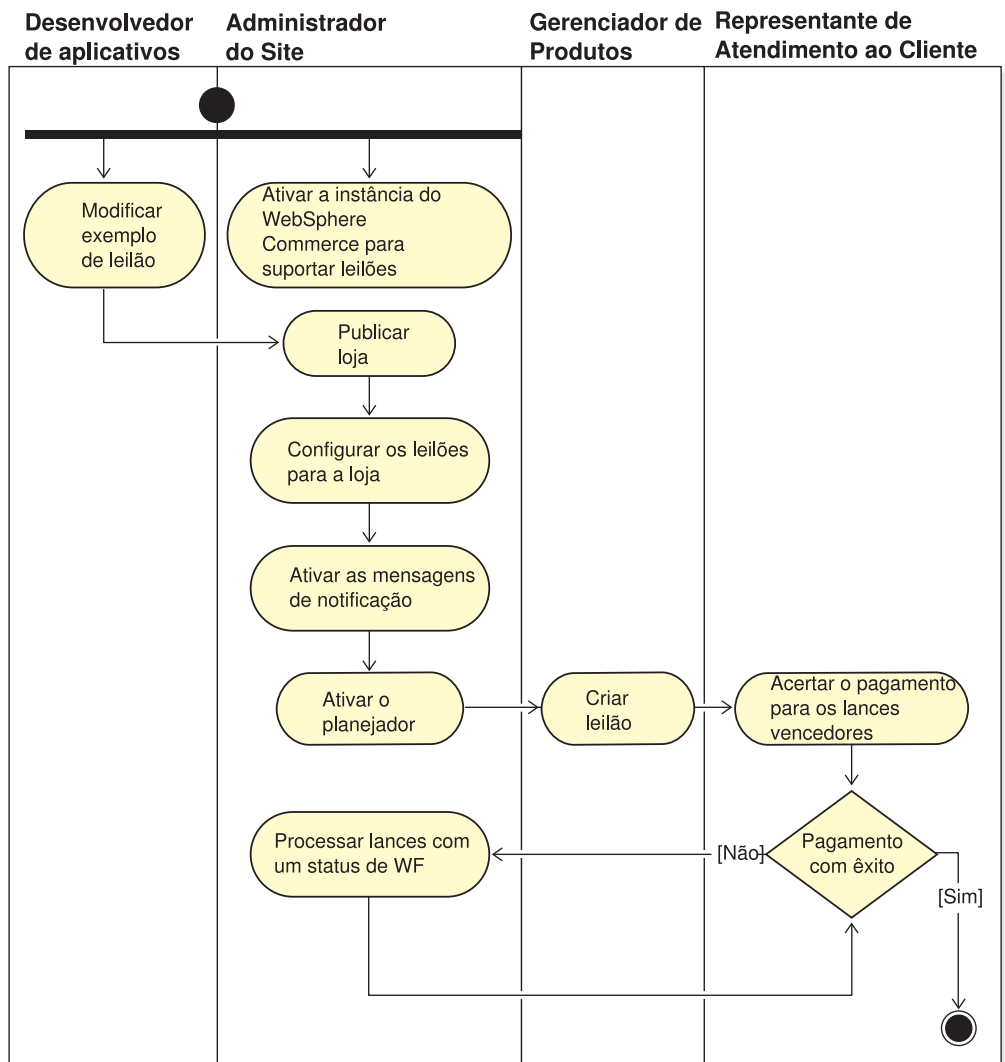 Desenvolvedor
de aplicativos
Administrador
do Site
Gerenciador de
Produtos
Representante de
Atendimento ao Cliente
Modificar
exemplo
de leilão
Ativar a instância do
WebSphere
Commerce para
suportar leilões
Publicar
loja
Configurar os leilões
para a loja
Ativar as mensagens
de notificação
Ativar o
planejador
Criar
leilão
Acertar o pagamento
para os lances
vencedores
Processar lances com
um status de WF
[Não]
Pagamento
com êxito
[Sim]